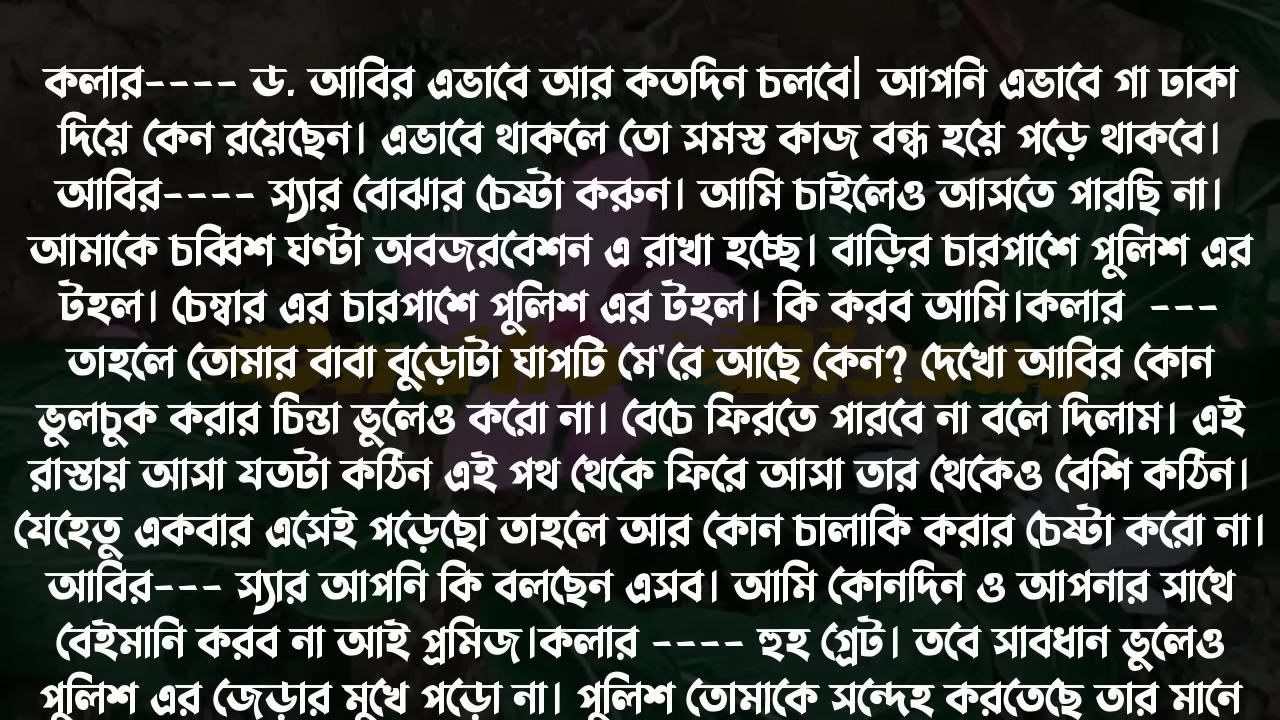 কলার---- ড. আবির এভাবে আর কতদিন চলবে| আপনি এভাবে গা ঢাকা
দিয়ে কেন রয়েছেন। এভাবে থাকলে তো সমস্ত কাজ বন্ধ হয়ে পড়ে থাকবে।
আবির---- স্যার বোঝার চেষ্টা করুন। আমি চাইলেও আসতে পারছি না।
আমাকে চব্বিশ ঘণ্টা অবজরবেশন এ রাখা হচ্ছে। বাড়ির চারপাশে পুলিশ এর
টহল। চেম্বার এর চারপাশে পুলিশ এর টহল। কি করব আমি।কলার ---
তাহলে তোমার বাবা বুড়োটা ঘাপটি মে'রে আছে কেন? দেখো আবির কোন
ভুলচুক করার চিন্তা ভুলেও করো না। বেচে ফিরতে পারবে না বলে দিলাম। এই
রাস্তায় আসা যতটা কঠিন এই পথ থেকে ফিরে আসা তার থেকেও বেশি কঠিন।
যেহেতু একবার এসেই পড়েছো তাহলে আর কোন চালাকি করার চেষ্টা করো না।
আবির--- স্যার আপনি কি বলছেন এসব। আমি কোনদিন ও আপনার সাথে
বেইমানি করব না আই প্রমিজ।কলার ---- হুহ গ্রেট। তবে সাবধান ভুলেও
পুলিশ এর জেড়ার মুখে পড়ো না। পুলিশ তোমাকে সন্দেহ করতেছে তার মানে